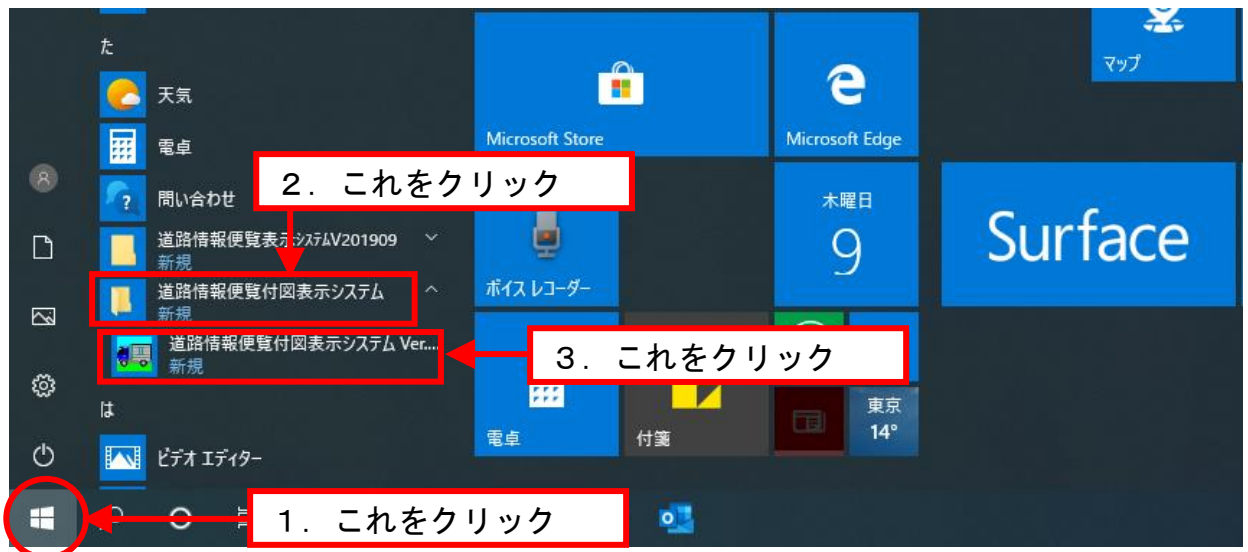 た
天気
電卓
問い合わせ
道路情報便覧表示システムV201909
新規
道路情報便覧付図表示システム
新規
道路情報便覧付図表示システム Ver....
新規
は
ビデオ エディター
Microsoft Store
Microsoft Edge
マップ
木曜日
9
ボイス レコーダー
Surface
電卓
付箋
東京
14°
2. これをクリック
3. これをクリック
1. これをクリック